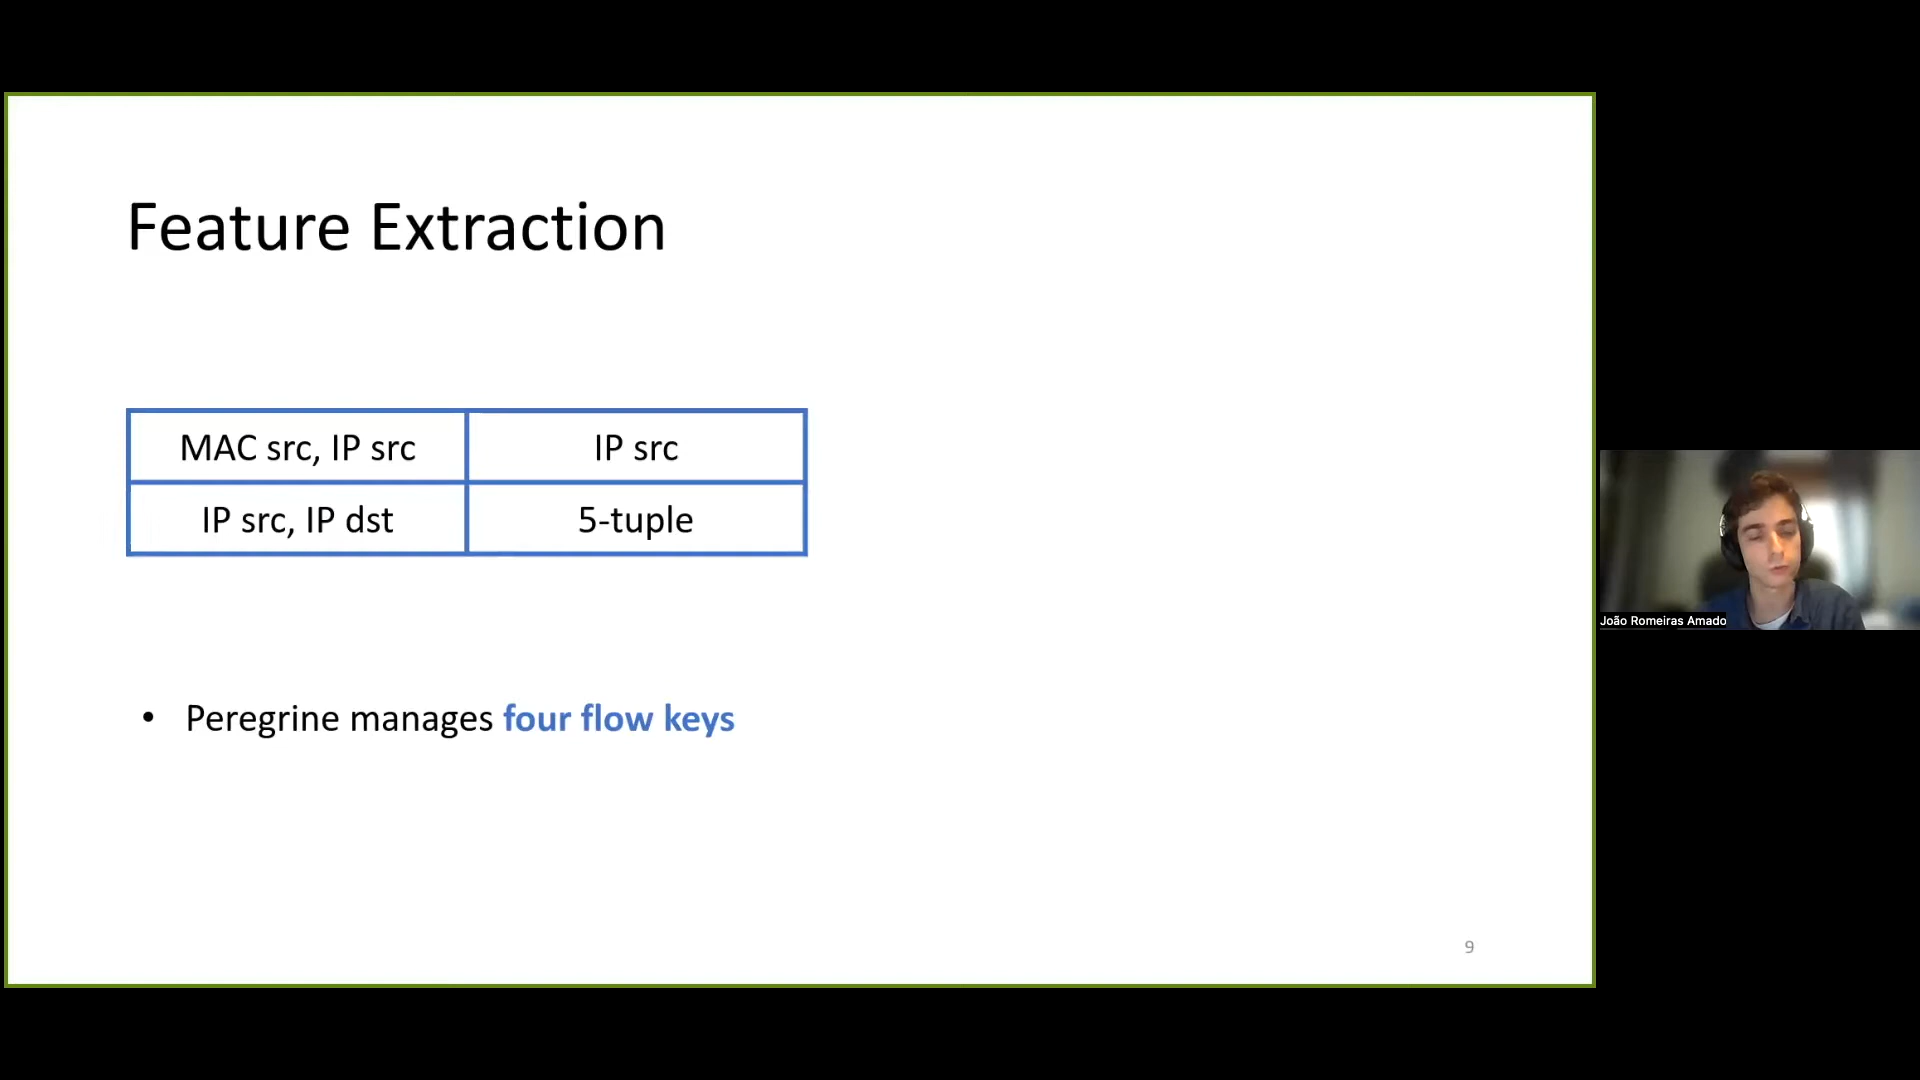 Feature Extraction
MAC src, IP src
IP src
IP src, IP dst
5-tuple
• Peregrine manages four flow keys
9
João Romeiras Amado